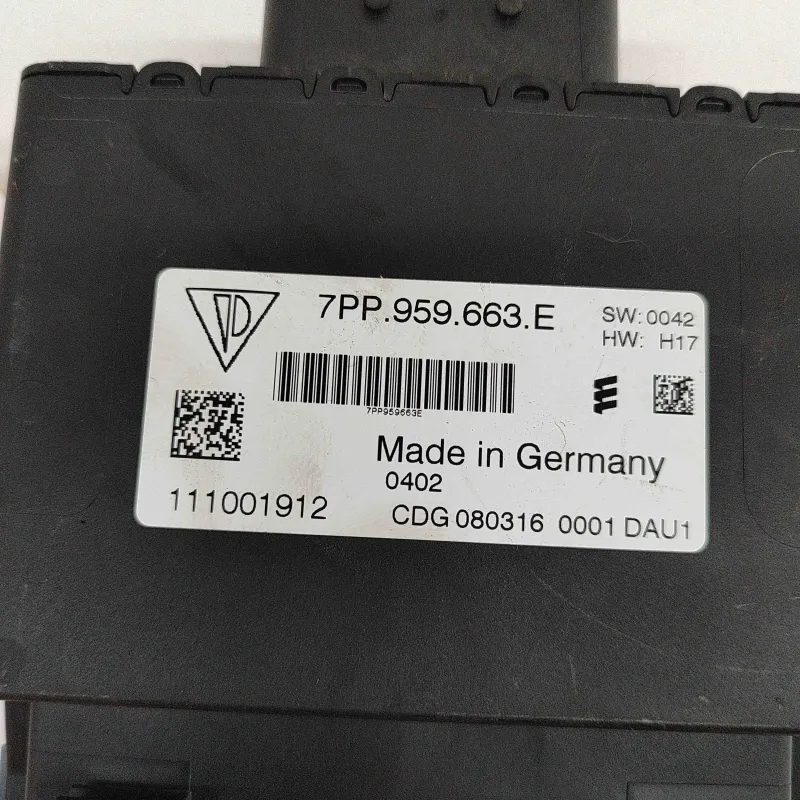 7PP.959.663.E
SW: 0042
HW: H17
7PP959663E
Made in Germany
0402
111001912
CDG 080316 0001 DAU1